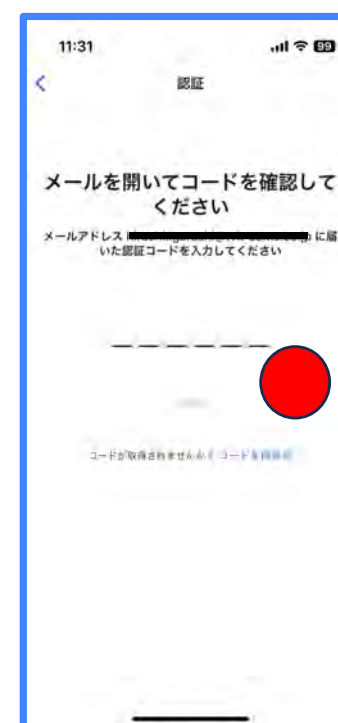 11:31
99
認証
メールを開いてコードを確認して
ください
メールアドレス に届
いた認証コードを入力してください
コードが取得されませんか? コードを再取得